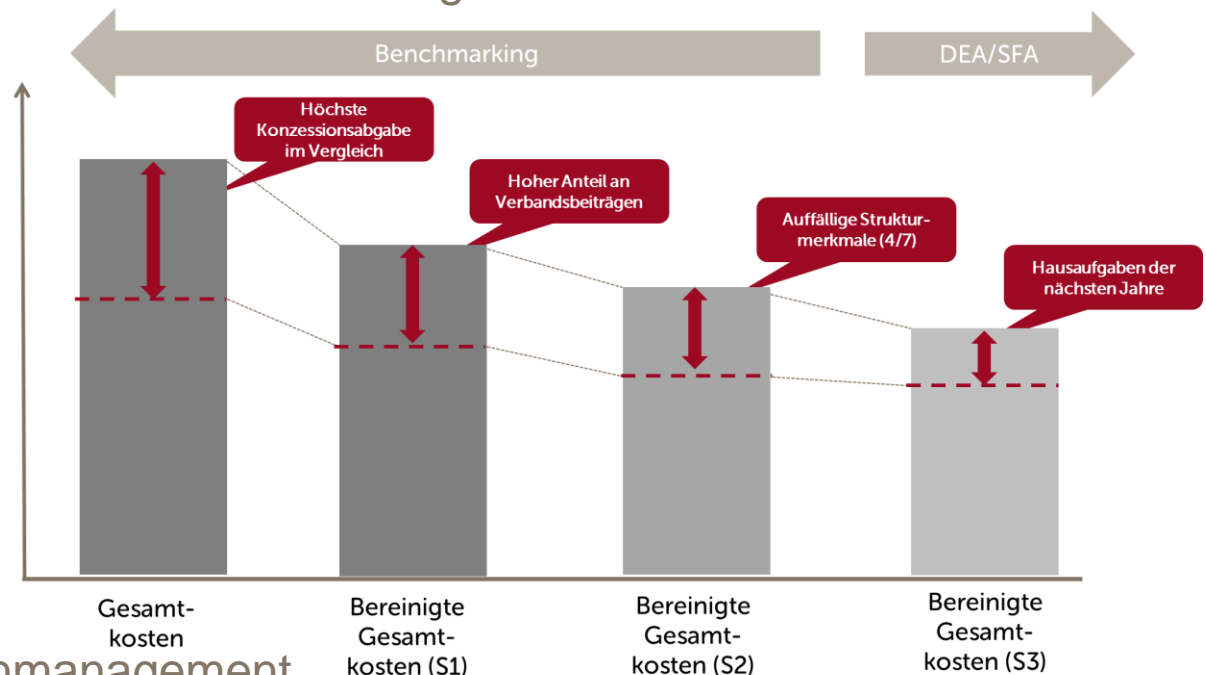 Benchmarking
DEA/SFA
Höchste
Konzessionsabgabe
im Vergleich
Hoher Anteil an
Verbandsbeiträgen
Auffällige Struktur-
merkmale (4/7)
Hausaufgaben der
nächsten Jahre
Gesamt-
kosten
Bereinigte
Gesamt-
kosten (S1)
Bereinigte
Gesamt-
kosten (S2)
Bereinigte
Gesamt-
kosten (S3)